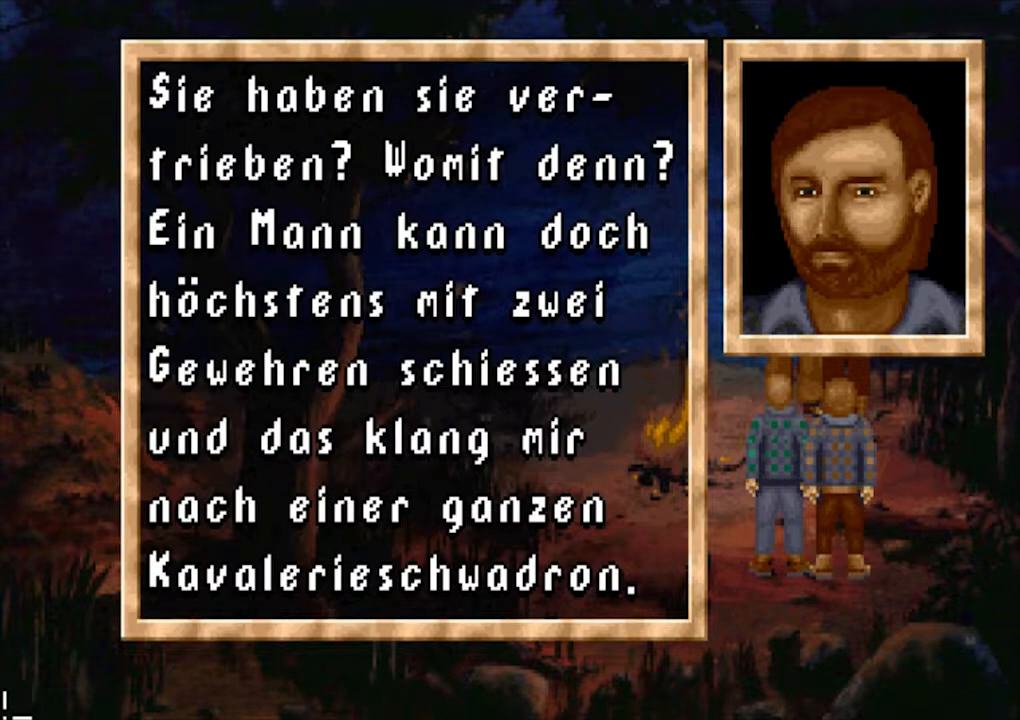 Sie haben sie ver-
trieben? Womit denn?
Ein Mann kann doch
höchstens mit zwei
Gewehren schiessen
und das klang mir
nach einer ganzen
Kavalerieschwadron.